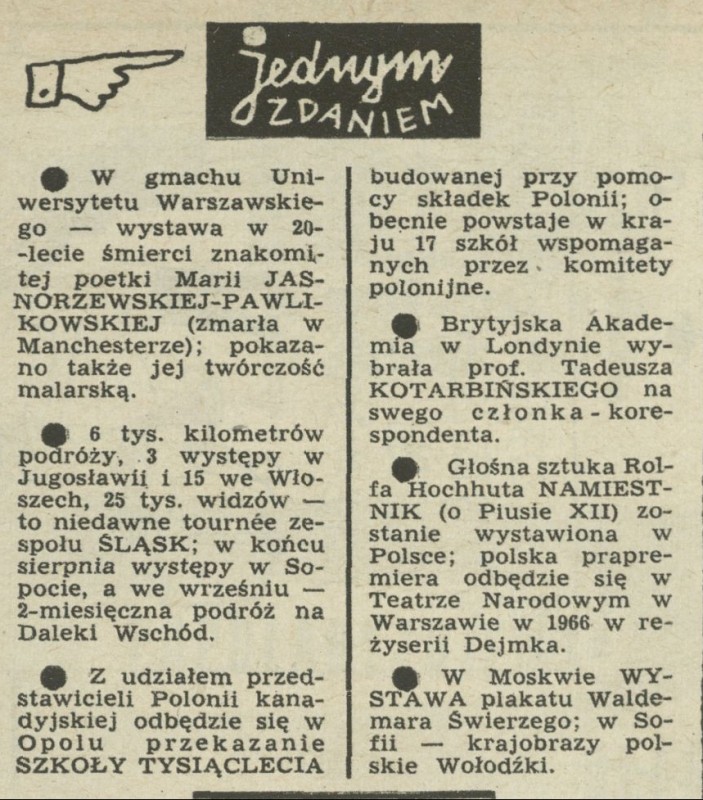 jednym
ZDANIEM
● W gmachu Uni-
wersytetu Warszawskie-
go — wystawa w 20-
-lecie śmierci znakomi-
tej poetki Marii JAS-
NORZEWSKIEJ-PAWLI-
KOWSKIEJ (zmarła w
Manchesterze); pokaza-
no także jej twórczość
malarską.
● 6 tys. kilometrów
podróży, 3 występy w
Jugosławii i 15 we Wło-
szech, 25 tys. widzów —
to niedawne tournée ze-
społu ŚLĄSK; w końcu
sierpnia występy w So-
pocie, a we wrześniu —
2-miesięczna podróż na
Daleki Wschód.
● Z udziałem przed-
stawicieli Polonii kana-
dyjskiej odbędzie się w
Opolu przekazanie
SZKOŁY TYSIĄCLECIA
budowanej przy pomo-
cy składek Polonii; o-
becnie powstaje w kra-
ju 17 szkół wspomaga-
nych przez komitety
polonijne.
● Brytyjska Akade-
mia w Londynie wy-
brała prof. Tadeusza
KOTARBIŃSKIEGO na
swego członka-kore-
spondenta.
● Głośna sztuka Rol-
fa Hochhuta NAMIEST-
NIK (o Piusie XII) zo-
stanie wystawiona w
Polsce; polska prapre-
miera odbędzie się w
Teatrze Narodowym w
Warszawie w 1966 w re-
żyserii Dejmka.
● W Moskwie WY-
STAWA plakatu Walde-
mara Świerzego; w So-
fii — krajobrazy pol-
skie Wołodźki.